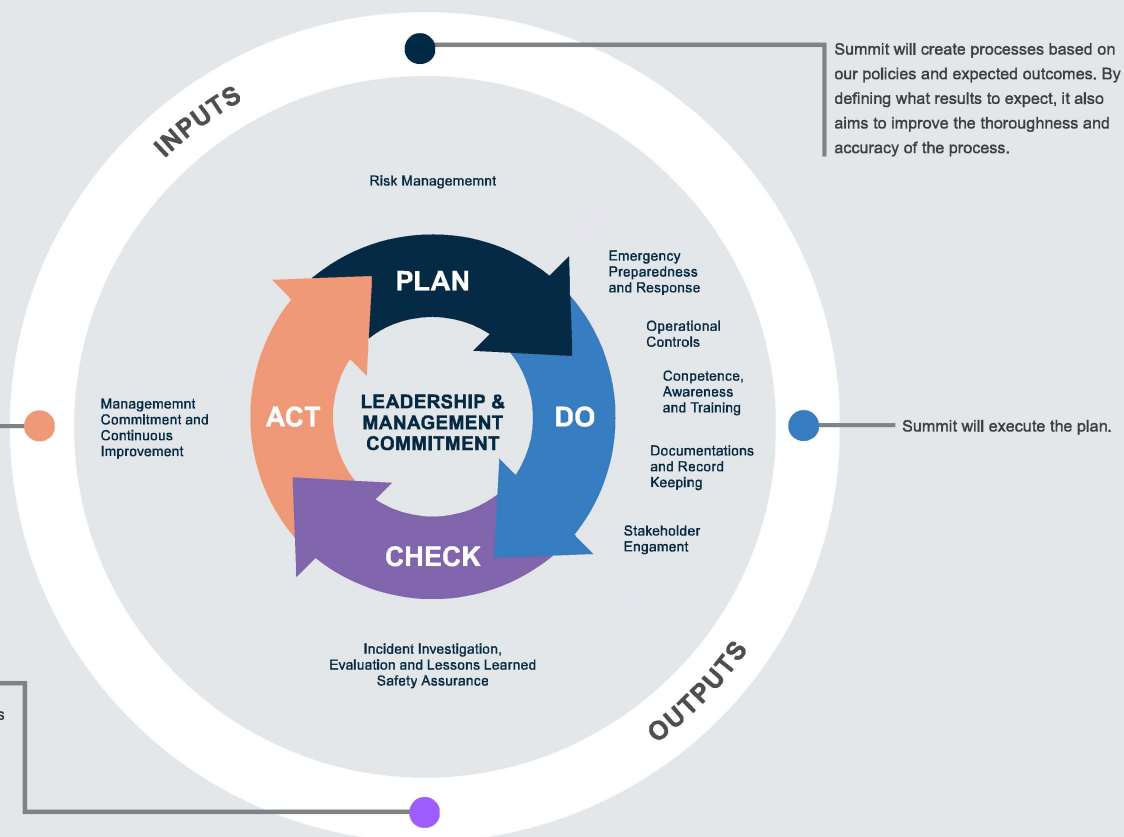 Summit will create processes based on
our policies and expected outcomes. By
defining what results to expect, it also
aims to improve the thoroughness and
accuracy of the process.
INPUTS
Risk Managememnt
PLAN
Emergency
Preparedness
and Response
Operational
Controls
Conpetence,
Awareness
and Training
Documentations
and Record
Keeping
Stakeholder
Engament
DO
Summit will execute the plan.
LEADERSHIP &
MANAGEMENT
COMMITMENT
ACT
Managememnt
Commitment and
Continuous
Improvement
CHECK
Incident Investigation,
Evaluation and Lessons Learned
Safety Assurance
OUTPUTS